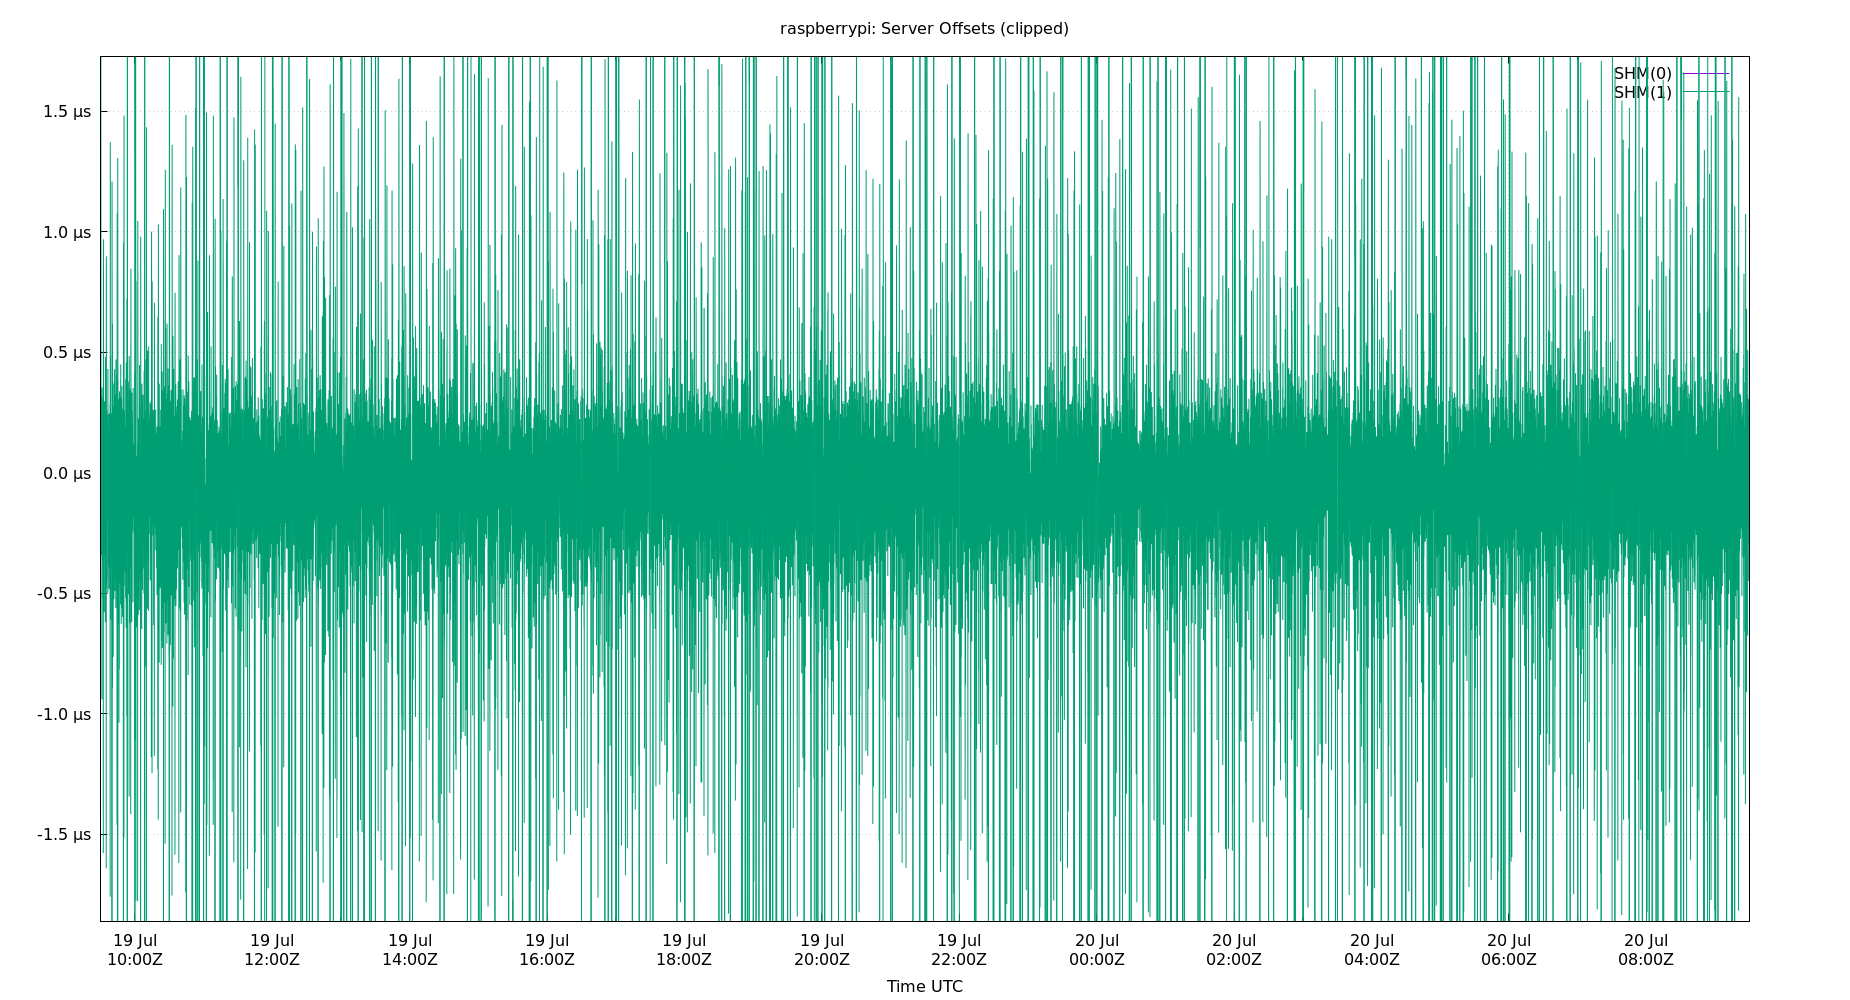 raspberrypi: Server Offsets (clipped)
SHM(0)
SHM(1)
1.5 µs
1.0 µs
0.5 µs
0.0 µs
-0.5 µs
-1.0 µs
-1.5 µs
19 Jul 19 Jul 19 Jul 19 Jul 19 Jul 19 Jul 19 Jul 20 Jul 20 Jul 20 Jul 20 Jul 20 Jul
10:00Z 12:00Z 14:00Z 16:00Z 18:00Z 20:00Z 22:00Z 00:00Z 02:00Z 04:00Z 06:00Z 08:00Z
Time UTC